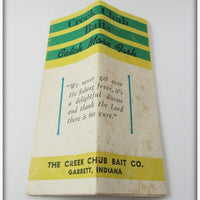 Creek Chub
Baits
Catch More Fish
"We never get over
the fishing fever, it's
a delightful disease
and thank the Lord
there is no cure."
THE CREEK CHUB BAIT CO.
GARRETT, INDIANA